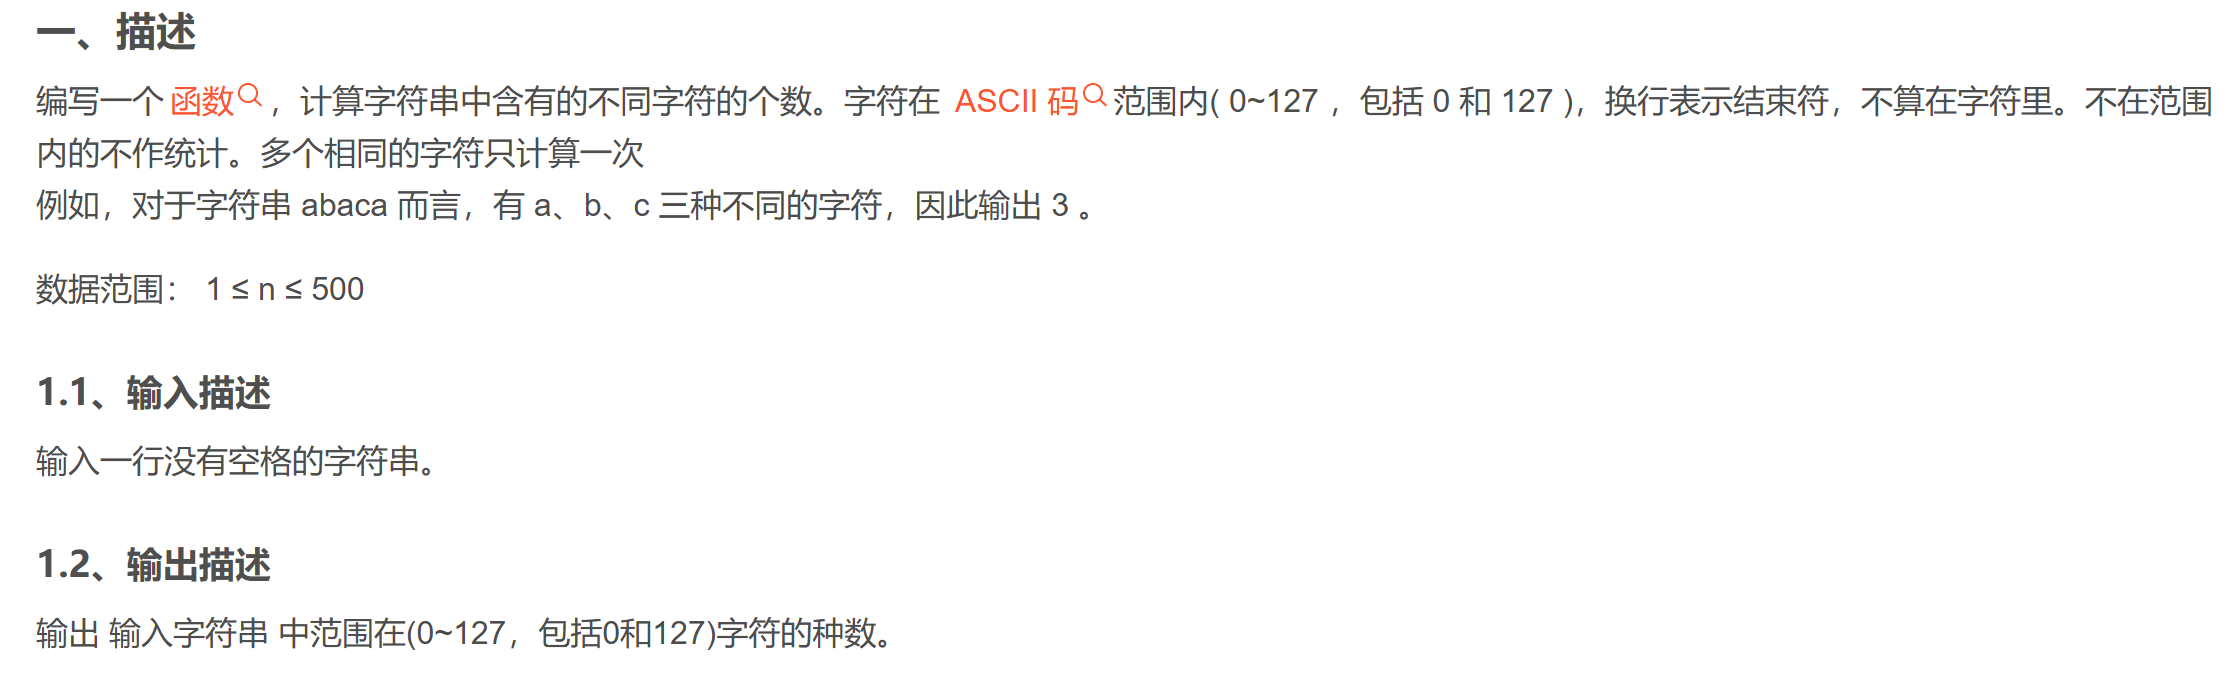 一、描述
编写一个 函数 ，计算字符串中含有的不同字符的个数。字符在 ASCII 码 范围内( 0~127 ，包括 0 和 127 )，换行表示结束符，不算在字符里。不在范围
内的不作统计。多个相同的字符只计算一次
例如，对于字符串 abaca 而言，有 a、b、c 三种不同的字符，因此输出 3 。
数据范围： 1 ≤ n ≤ 500
1.1、输入描述
输入一行没有空格的字符串。
1.2、输出描述
输出 输入字符串 中范围在(0~127，包括0和127)字符的种数。